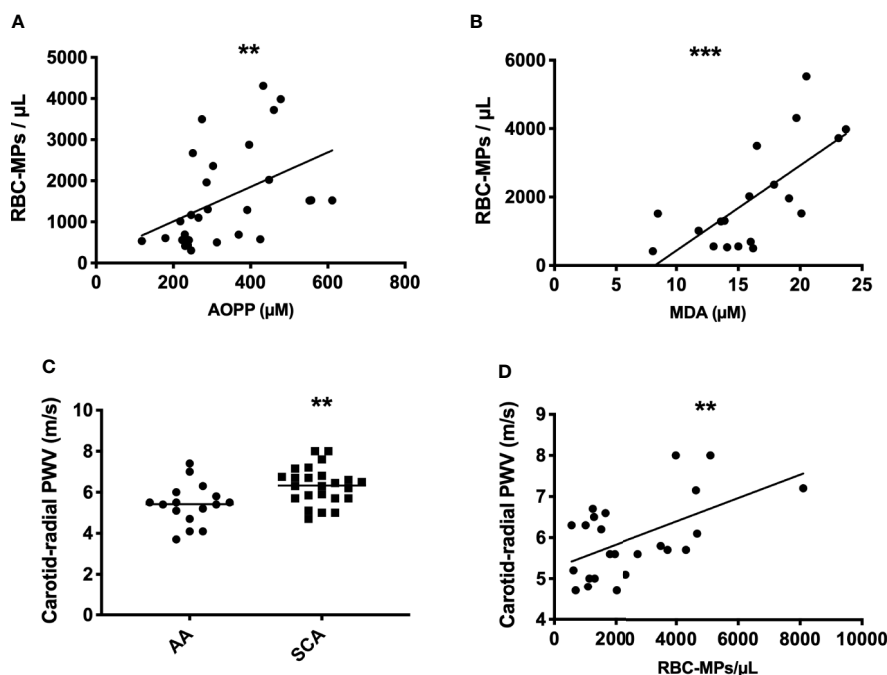 A
**
RBC-MPs / µL
5000
4000
3000
2000
1000
0
0 200 400 600 800
AOPP (µM)
B
***
RBC-MPs / µL
6000
4000
2000
0
0 5 10 15 20 25
MDA (µM)
C
**
Carotid-radial PWV (m/s)
10
8
6
4
2
0
AA SCA
D
**
Carotid-radial PWV (m/s)
9
8
7
6
5
4
0 2000 4000 6000 8000 10000
RBC-MPs/µL